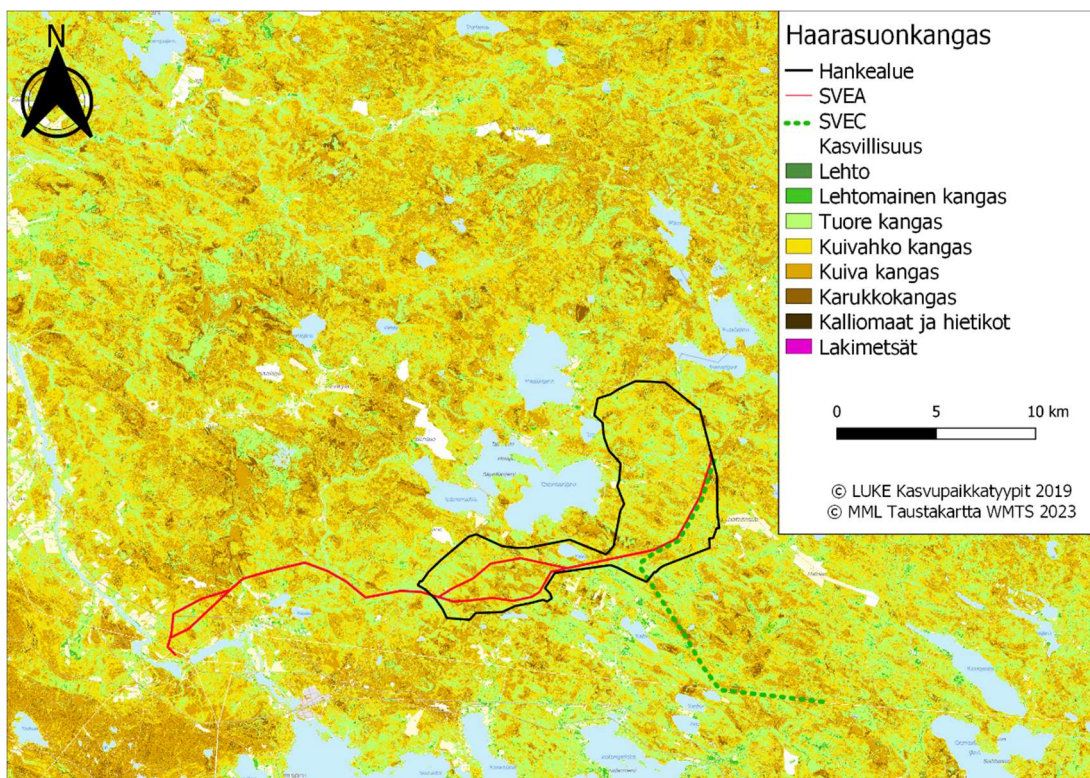 N
Haarasuonkangas
Hankealue
SVEA
SVEC
Kasvillisuus
Lehto
Lehtomainen kangas
Tuore kangas
Kuivahko kangas
Kuiva kangas
Karukkokangas
Kalliomaat ja hietikot
Lakimetsät
0 5 10 km
© LUKE Kasvupaikkatyypit 2019
© MML Taustakartta WMTS 2023